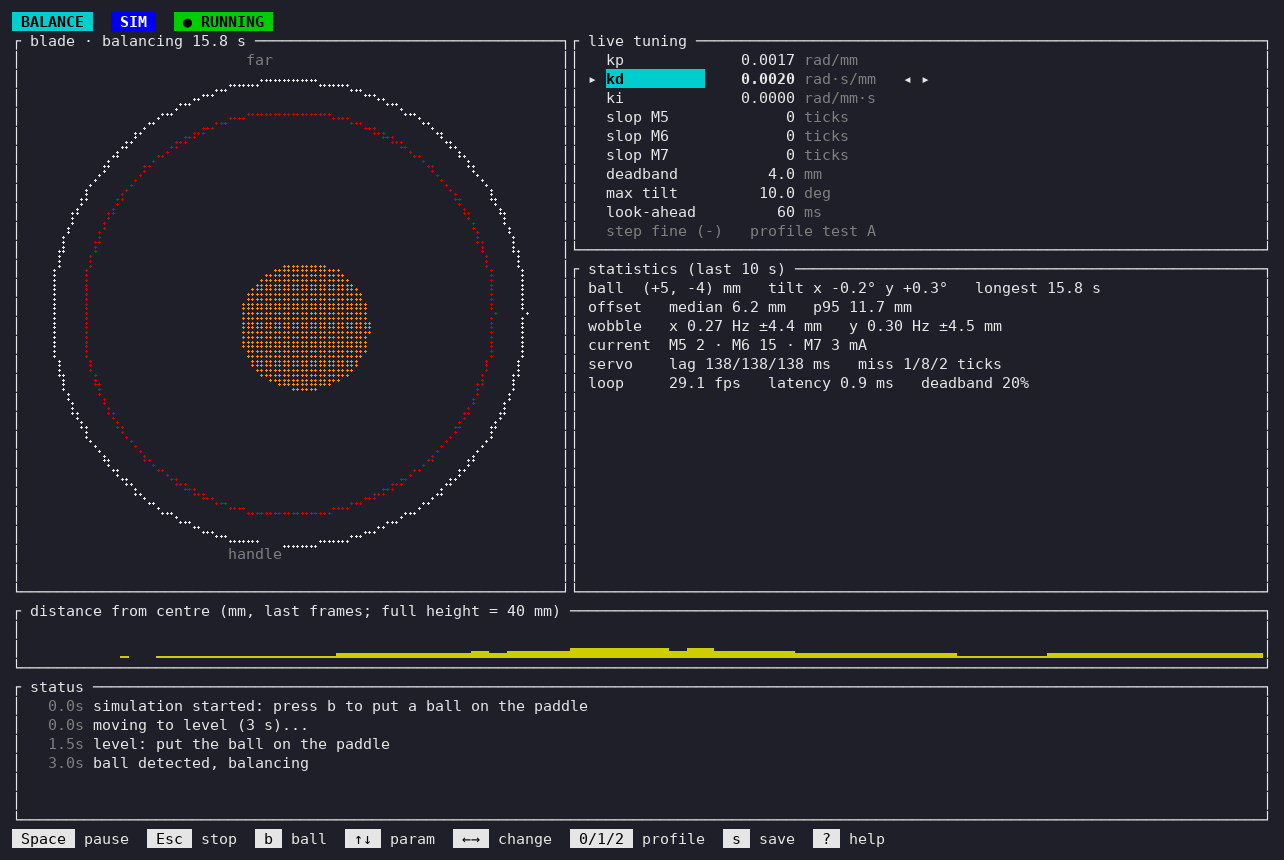 BALANCE SIM ● RUNNING
blade · balancing 15.8 s
far
handle
live tuning
kp 0.0017 rad/mm
▸ kd 0.0020 rad·s/mm ◂ ▸
ki 0.0000 rad/mm·s
slop M5 0 ticks
slop M6 0 ticks
slop M7 0 ticks
deadband 4.0 mm
max tilt 10.0 deg
look-ahead 60 ms
step fine (-) profile test A
statistics (last 10 s)
ball (+5, -4) mm tilt x -0.2° y +0.3° longest 15.8 s
offset median 6.2 mm p95 11.7 mm
wobble x 0.27 Hz ±4.4 mm y 0.30 Hz ±4.5 mm
current M5 2 · M6 15 · M7 3 mA
servo lag 138/138/138 ms miss 1/8/2 ticks
loop 29.1 fps latency 0.9 ms deadband 20%
distance from centre (mm, last frames; full height = 40 mm)
status
0.0s simulation started: press b to put a ball on the paddle
0.0s moving to level (3 s)...
1.5s level: put the ball on the paddle
3.0s ball detected, balancing
Space pause Esc stop b ball ↑↓ param ←→ change 0/1/2 profile s save ? help